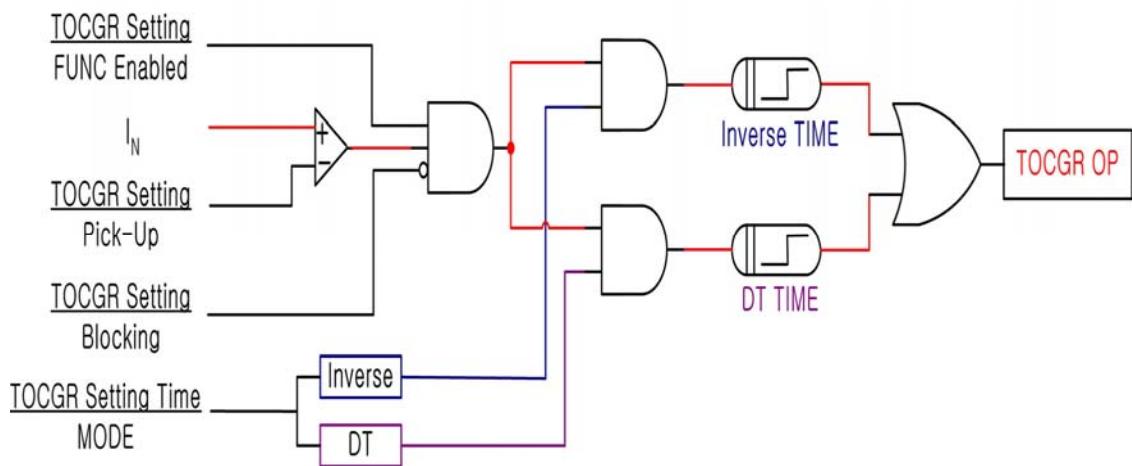 TOCGR Setting
FUNC Enabled
IN
+
−
TOCGR Setting
Pick-Up
TOCGR Setting
Blocking
TOCGR Setting Time
MODE
Inverse
DT
Inverse TIME
DT TIME
TOCGR OP